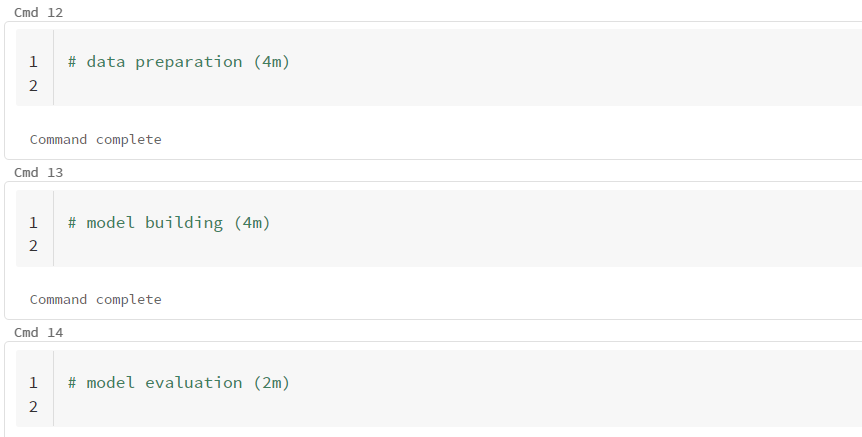 Cmd 12
1 # data preparation (4m)
2
Command complete
Cmd 13
1 # model building (4m)
2
Command complete
Cmd 14
1 # model evaluation (2m)
2